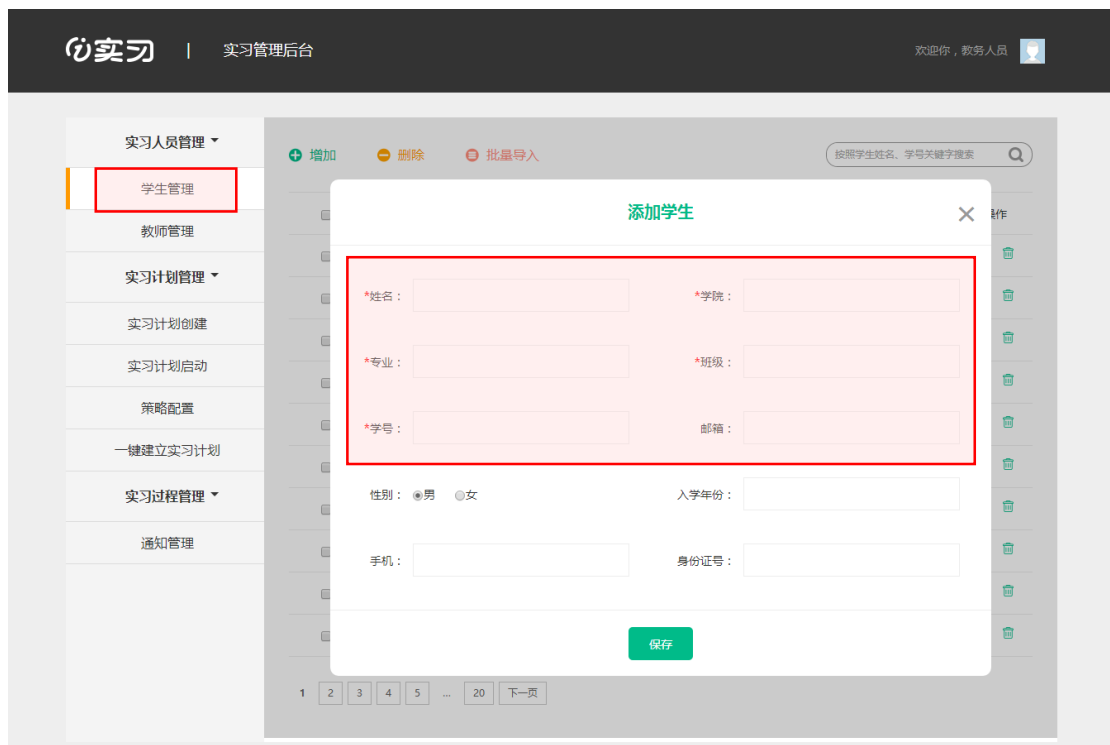 i实习 | 实习管理后台
欢迎你，教务人员
实习人员管理
学生管理
教师管理
实习计划管理
实习计划创建
实习计划启动
策略配置
一键建立实习计划
实习过程管理
通知管理
增加 删除 批量导入
按照学生姓名、学号关键字搜索
添加学生
*姓名： *学院：
*专业： *班级：
*学号： 邮箱：
性别： 男 女 入学年份：
手机： 身份证号：
保存
1 2 3 4 5 ... 20 下一页